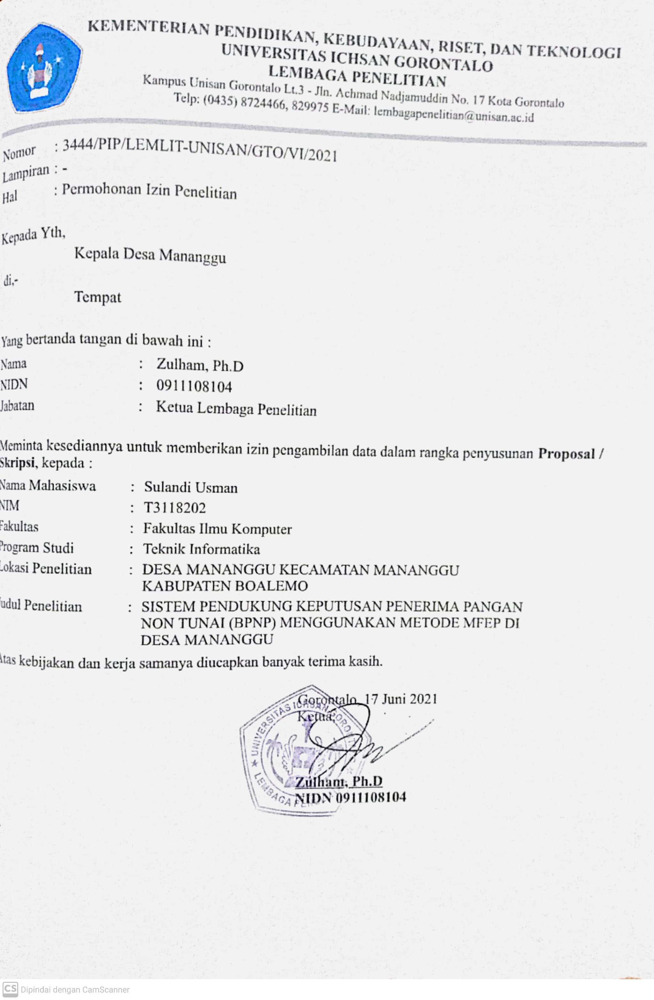 KEMENTERIAN PENDIDIKAN, KEBUDAYAAN, RISET, DAN TEKNOLOGI
UNIVERSITAS ICHSAN GORONTALO
LEMBAGA PENELITIAN
Kampus Unisan Gorontalo Lt.3 - Jln. Achmad Nadjamuddin No. 17 Kota Gorontalo
Telp: (0435) 8724466, 829975 E-Mail: lembagapenelitian@unisan.ac.id
Nomor : 3444/PIP/LEMLIT-UNISAN/GTO/VI/2021
Lampiran : -
Hal : Permohonan Izin Penelitian
Kepada Yth,
Kepala Desa Mananggu
di,-
Tempat
Yang bertanda tangan di bawah ini :
Nama : Zulham, Ph.D
NIDN : 0911108104
Jabatan : Ketua Lembaga Penelitian
Meminta kesediannya untuk memberikan izin pengambilan data dalam rangka penyusunan Proposal /
Skripsi, kepada :
Nama Mahasiswa : Sulandi Usman
NIM : T3118202
Fakultas : Fakultas Ilmu Komputer
Program Studi : Teknik Informatika
Lokasi Penelitian : DESA MANANGGU KECAMATAN MANANGGU
KABUPATEN BOALEMO
Judul Penelitian : SISTEM PENDUKUNG KEPUTUSAN PENERIMA PANGAN
NON TUNAI (BPNP) MENGGUNAKAN METODE MFEP DI
DESA MANANGGU
Atas kebijakan dan kerja samanya diucapkan banyak terima kasih.
Gorontalo, 17 Juni 2021
Ketua,
UNIVERSITAS ICHSAN
LEMBAGA
Zulham, Ph.D
NIDN 0911108104
CS Dipindai dengan CamScanner